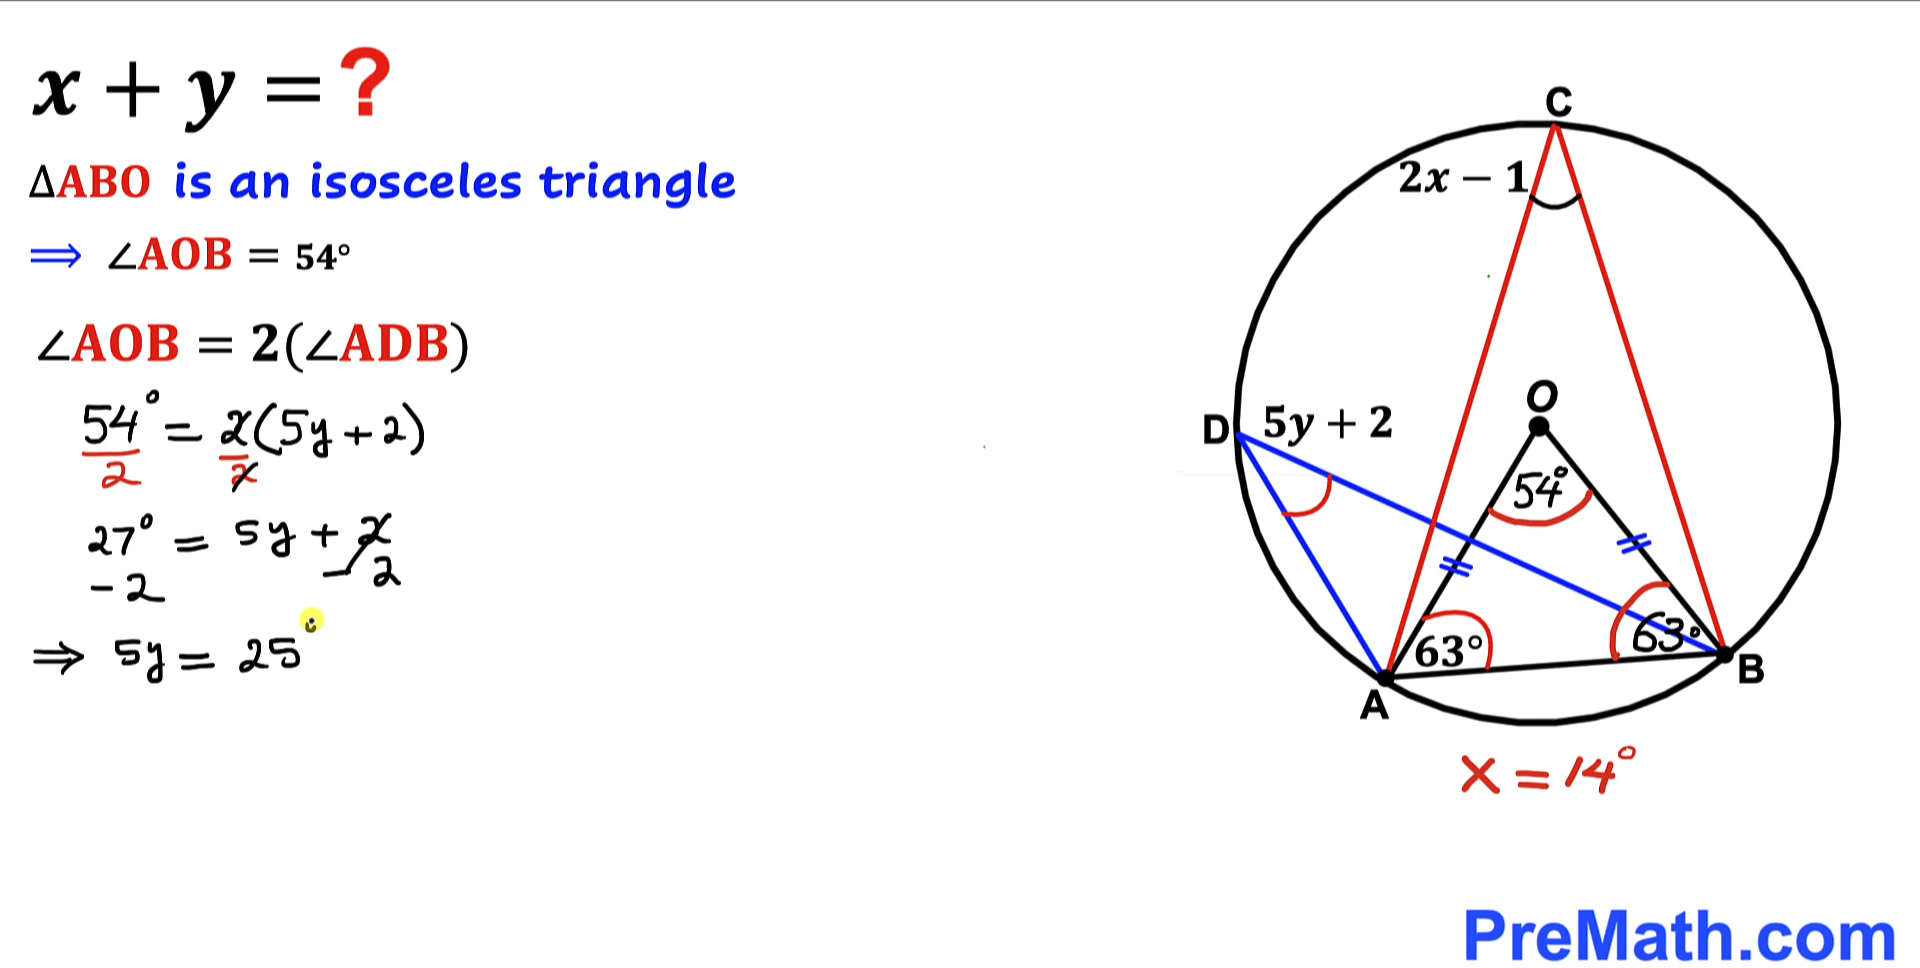 x + y = ?
ΔABO is an isosceles triangle
⟹ ∠AOB = 54°
∠AOB = 2(∠ADB)
54° = 2(5y + 2)
2 2
27° = 5y + 2
-2 - 2
⇒ 5y = 25°
C
2x − 1
O
D 5y + 2
54°
63° 63°
A B
x = 14°
PreMath.com